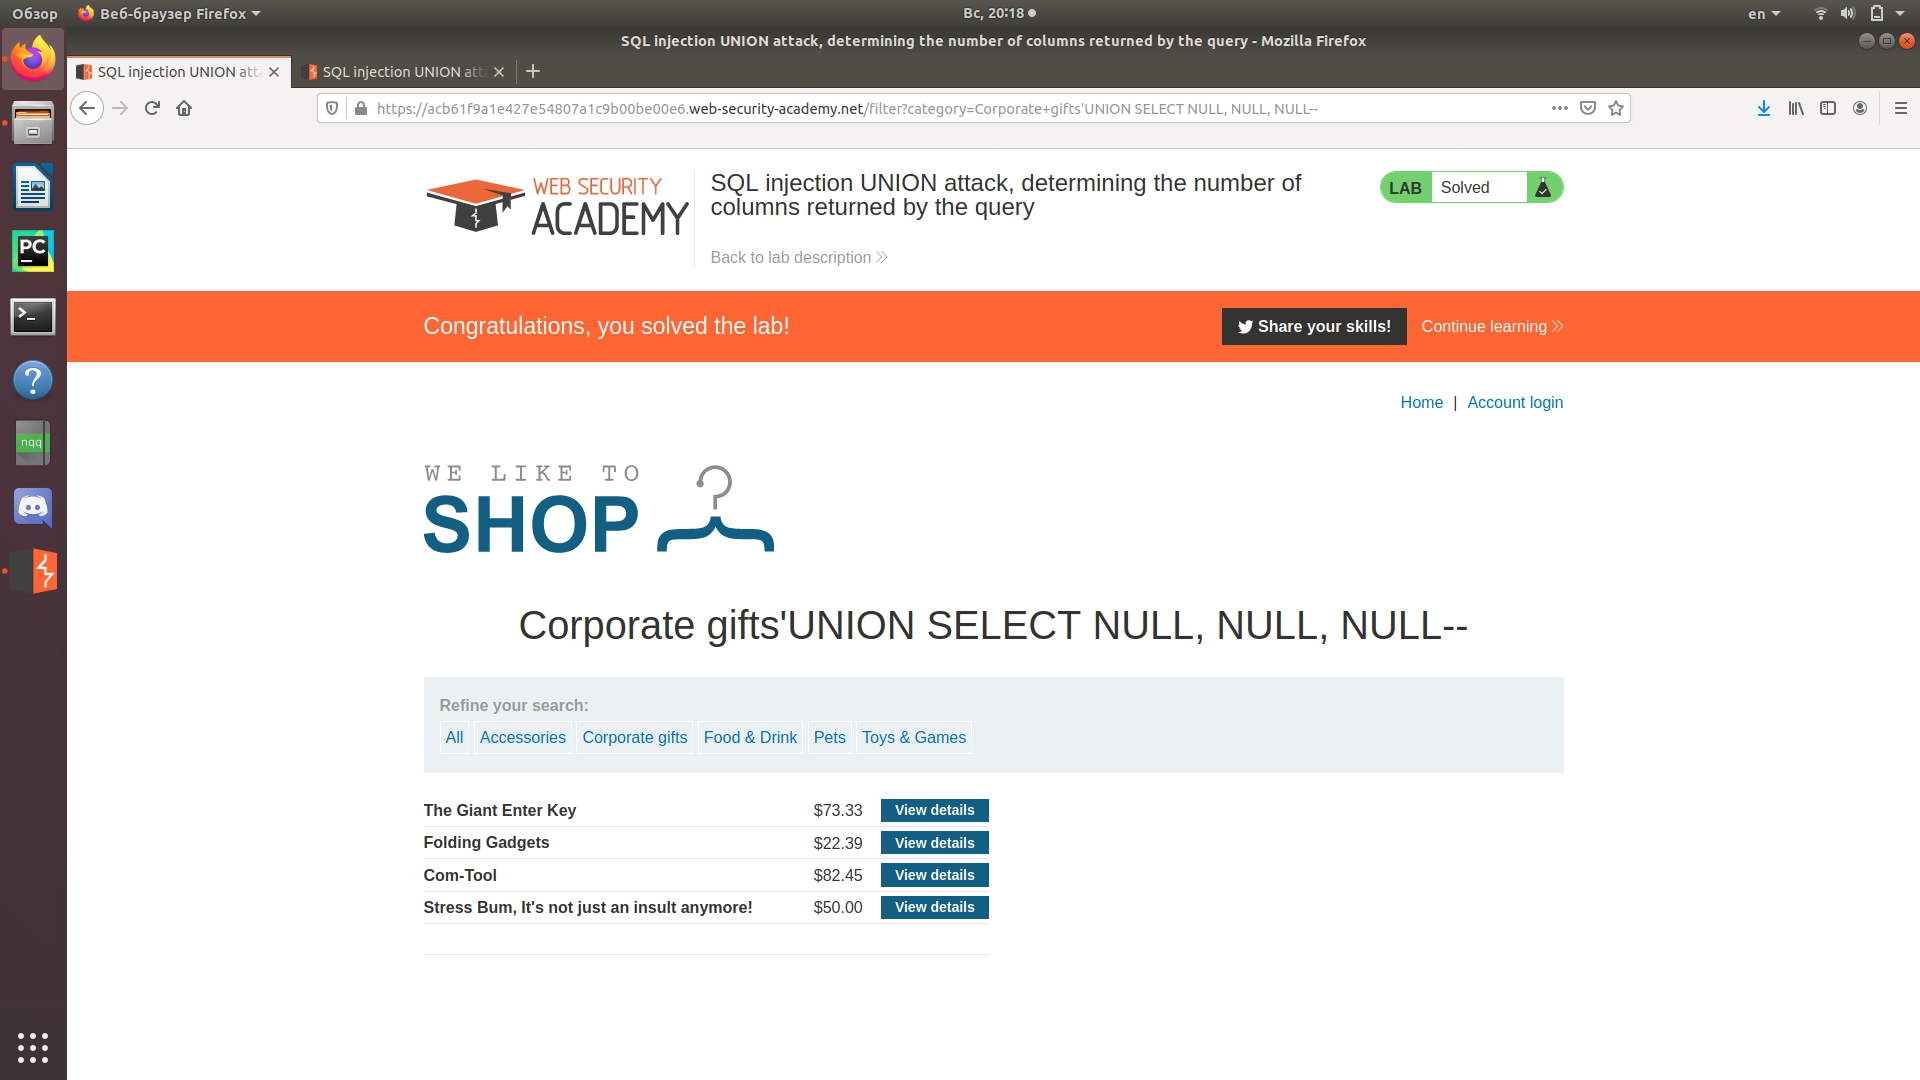 Обзор
Веб-браузер Firefox
Вс, 20:18
en
SQL injection UNION attack, determining the number of columns returned by the query - Mozilla Firefox
SQL injection UNION att
SQL injection UNION att
https://acb61f9a1e427e54807a1c9b00be00e6.web-security-academy.net/filter?category=Corporate+gifts'UNION SELECT NULL, NULL, NULL--
WEB SECURITY
ACADEMY
SQL injection UNION attack, determining the number of
columns returned by the query
LAB Solved
Back to lab description
Congratulations, you solved the lab!
Share your skills!
Continue learning
Home | Account login
WE LIKE TO
SHOP
Corporate gifts'UNION SELECT NULL, NULL, NULL--
Refine your search:
All Accessories Corporate gifts Food & Drink Pets Toys & Games
The Giant Enter Key $73.33 View details
Folding Gadgets $22.39 View details
Com-Tool $82.45 View details
Stress Bum, It's not just an insult anymore! $50.00 View details
PC
>_
?
nqq